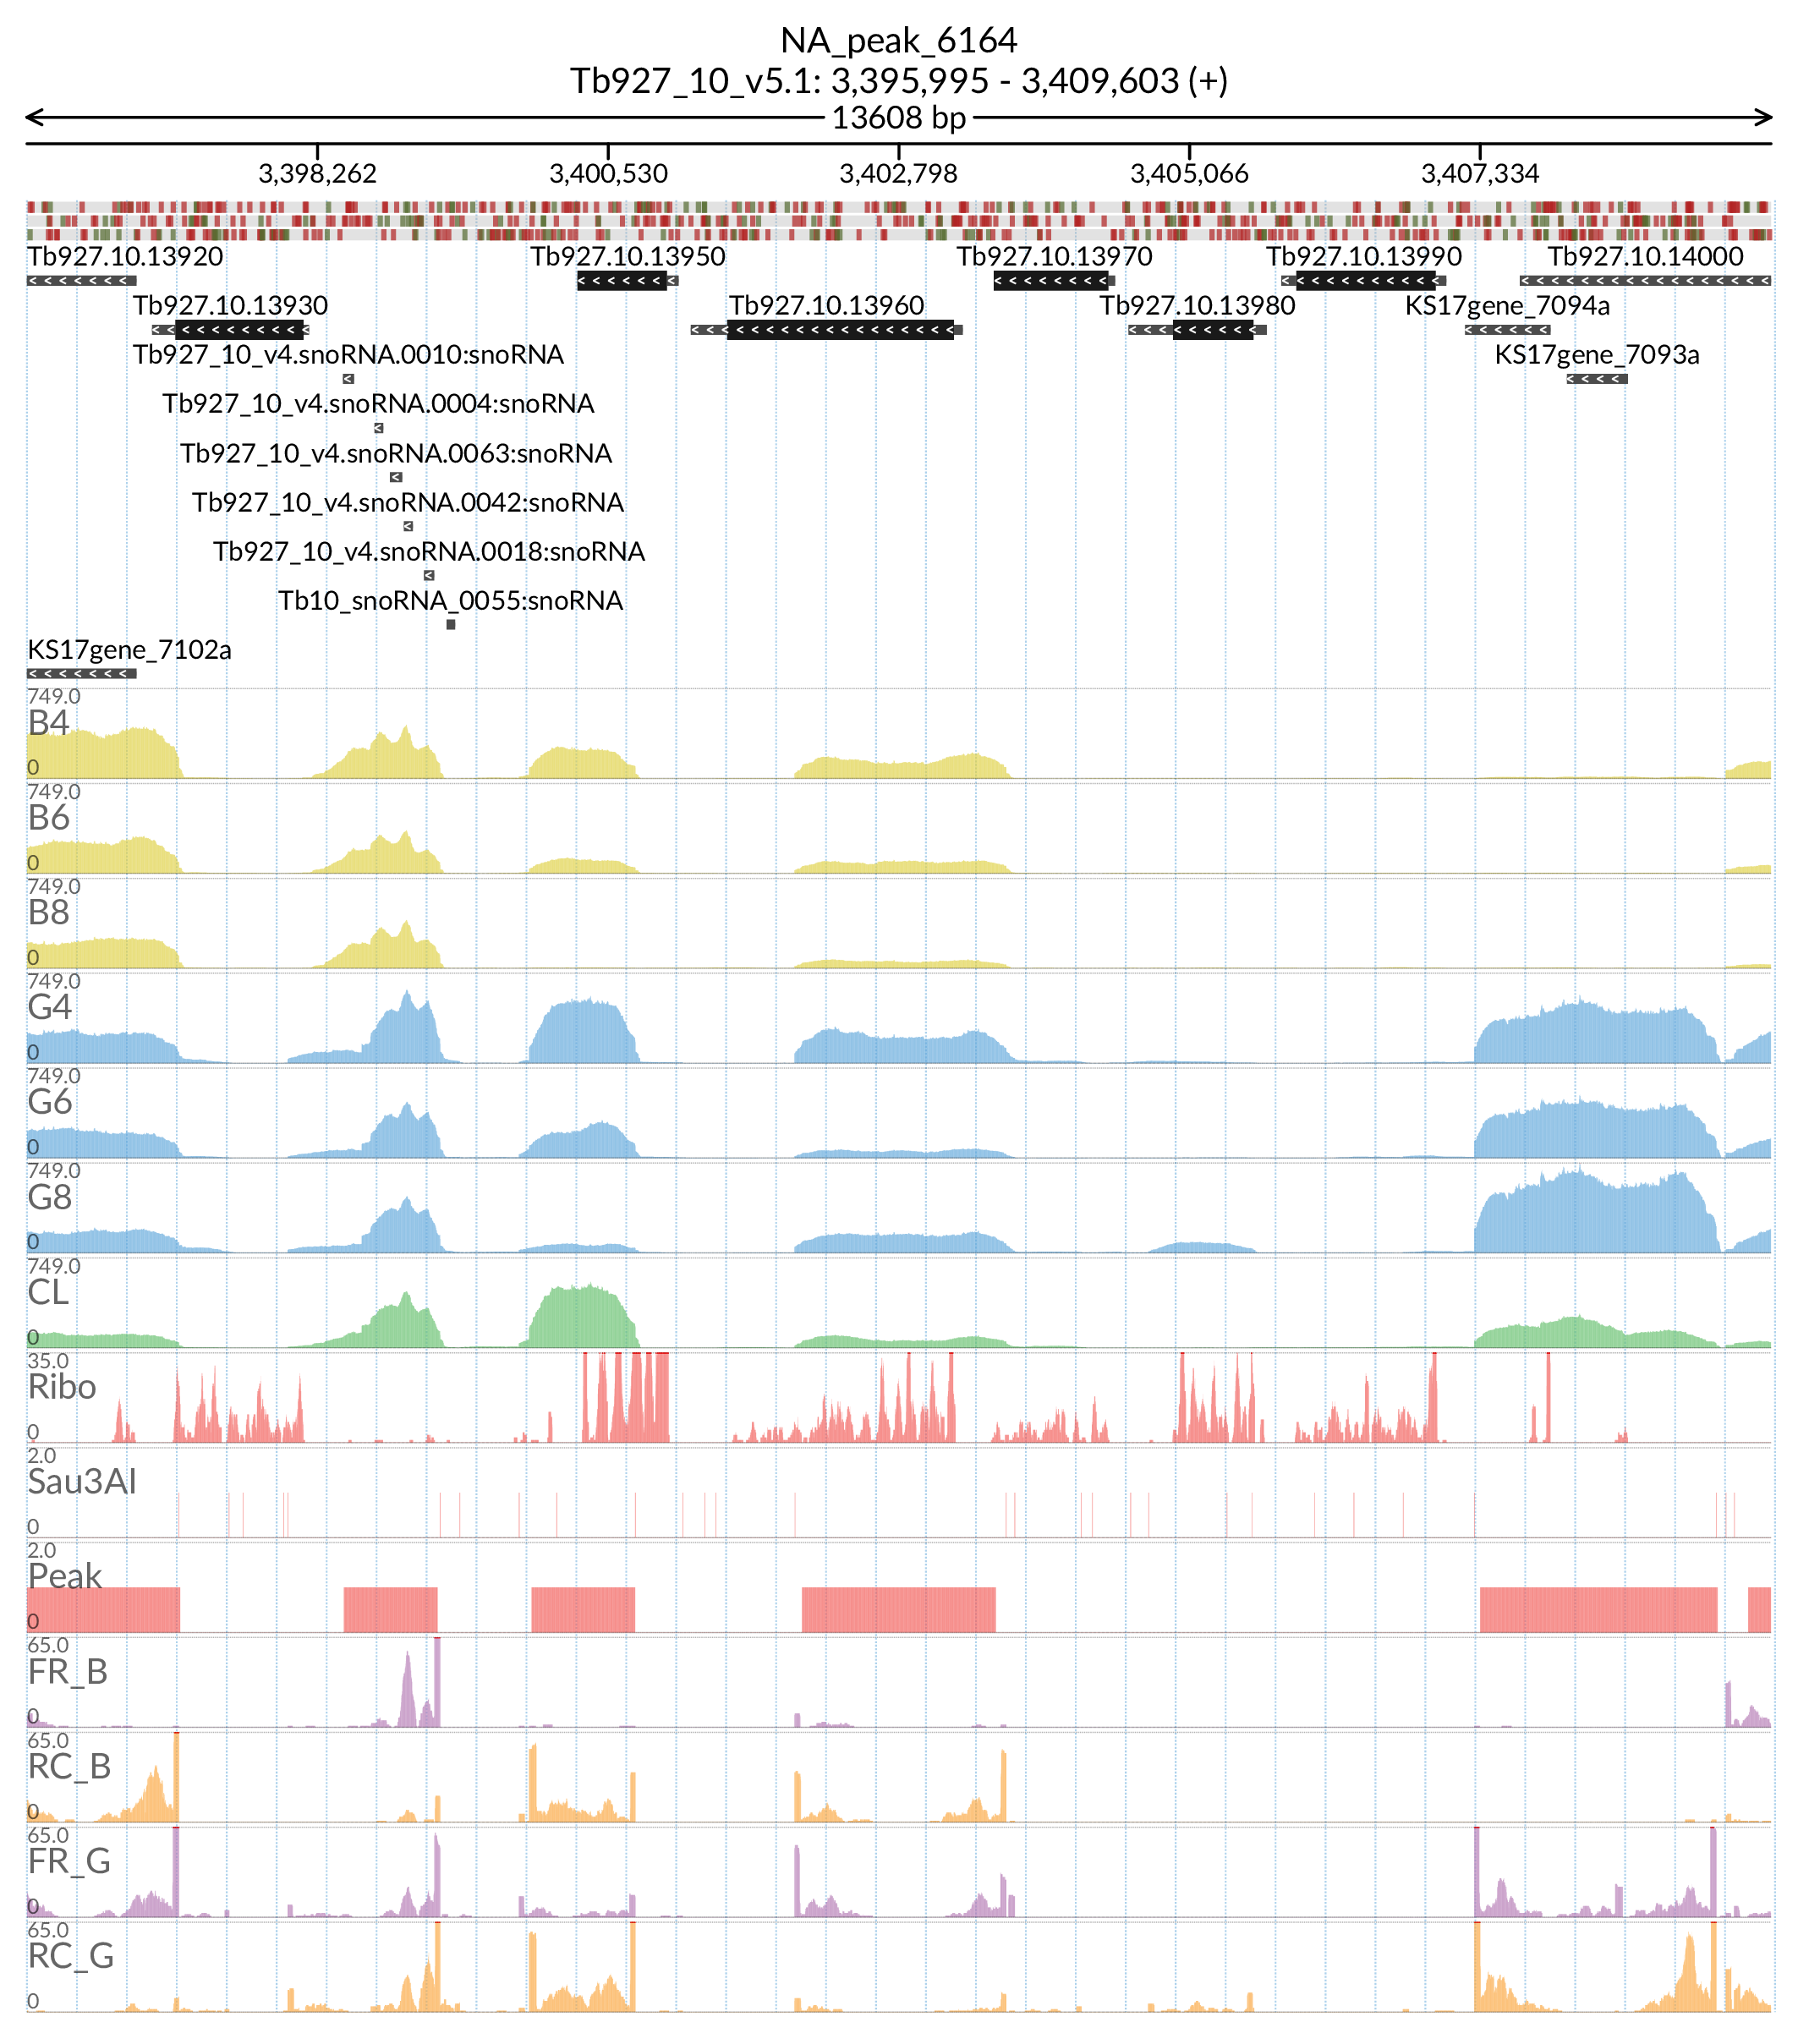 NA_peak_6164
Tb927_10_v5.1: 3,395,995 - 3,409,603 (+)
13608 bp
3,398,262 3,400,530 3,402,798 3,405,066 3,407,334
Tb927.10.13920 Tb927.10.13950 Tb927.10.13970 Tb927.10.13990 Tb927.10.14000
Tb927.10.13930 Tb927.10.13960 Tb927.10.13980 KS17gene_7094a
Tb927_10_v4.snoRNA.0010:snoRNA KS17gene_7093a
Tb927_10_v4.snoRNA.0004:snoRNA
Tb927_10_v4.snoRNA.0063:snoRNA
Tb927_10_v4.snoRNA.0042:snoRNA
Tb927_10_v4.snoRNA.0018:snoRNA
Tb10_snoRNA_0055:snoRNA
KS17gene_7102a
749.0
B4
0
749.0
B6
0
749.0
B8
0
749.0
G4
0
749.0
G6
0
749.0
G8
0
749.0
CL
0
35.0
Ribo
0
2.0
Sau3AI
0
2.0
Peak
0
65.0
FR_B
0
65.0
RC_B
0
65.0
FR_G
0
65.0
RC_G
0